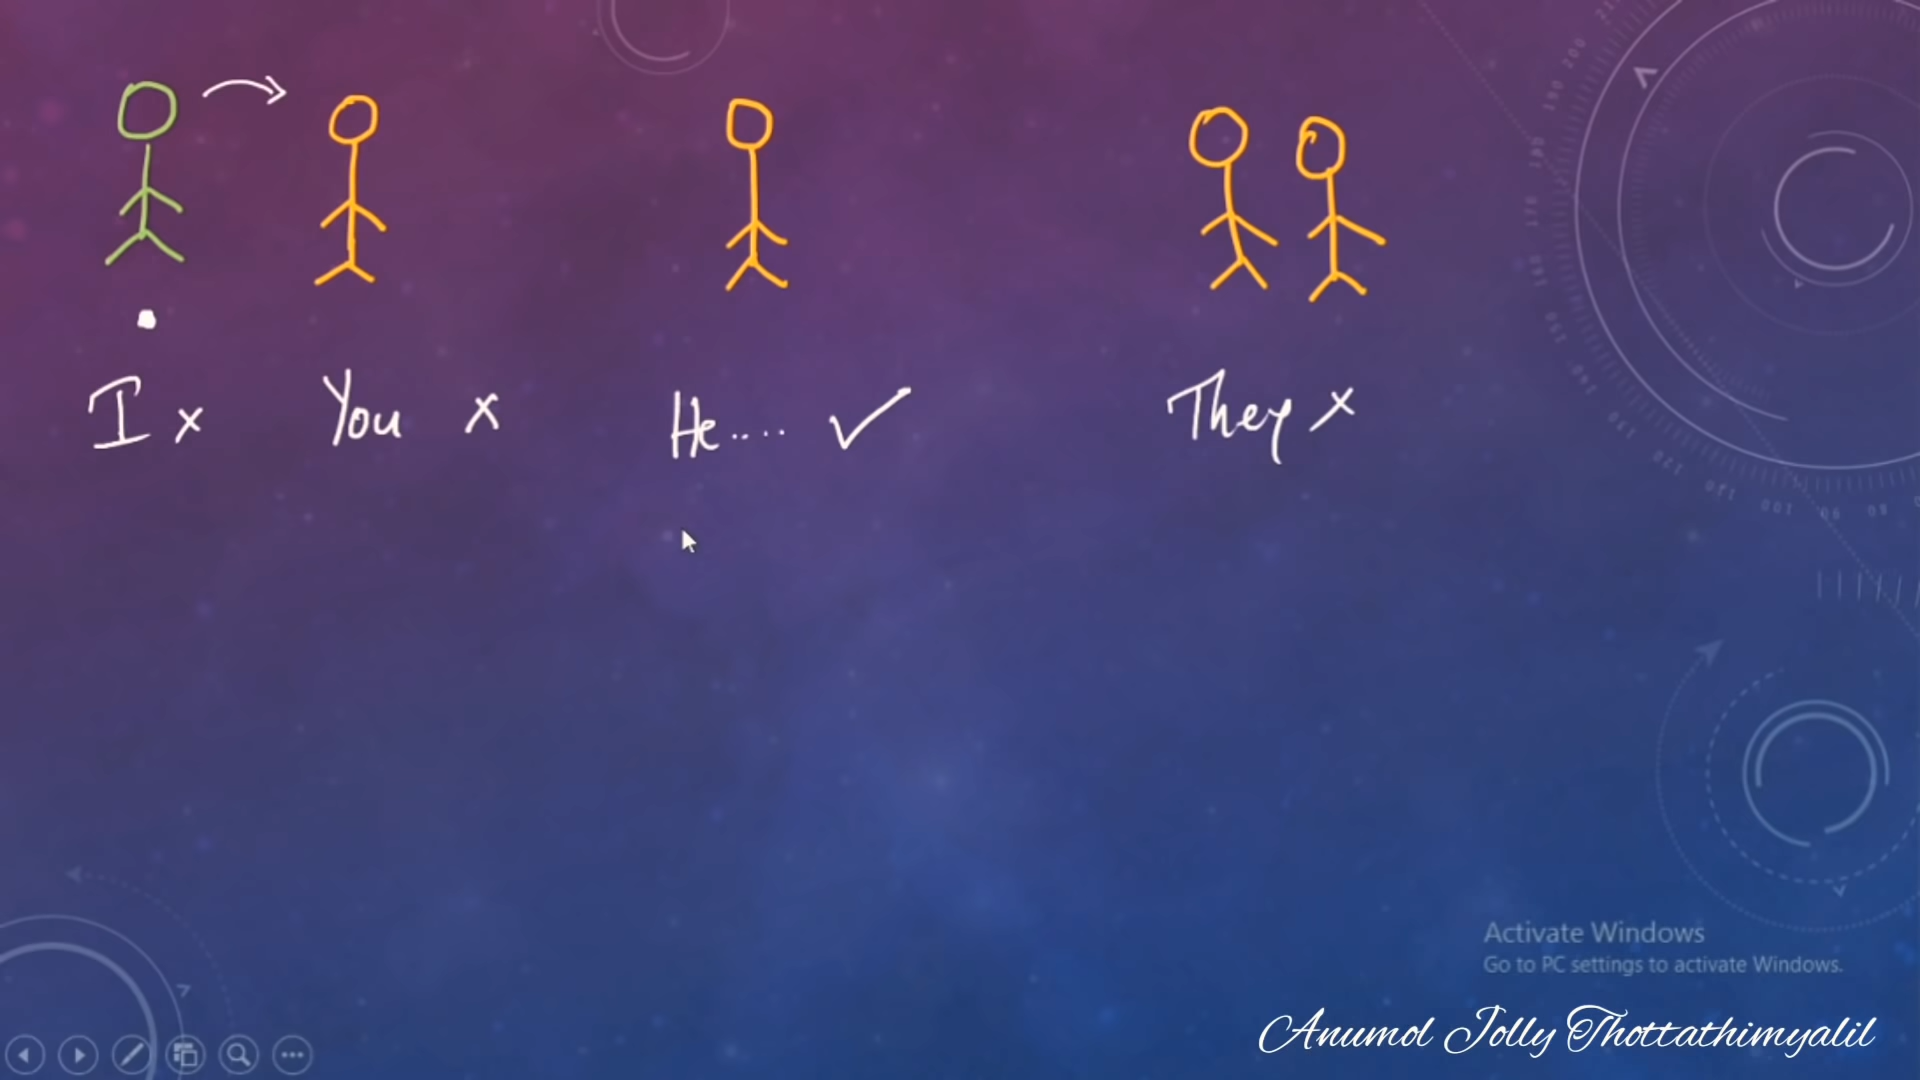 I x You x He.... ✓ They x
Activate Windows
Go to PC settings to activate Windows.
Anumol Jolly Thottathimyalil